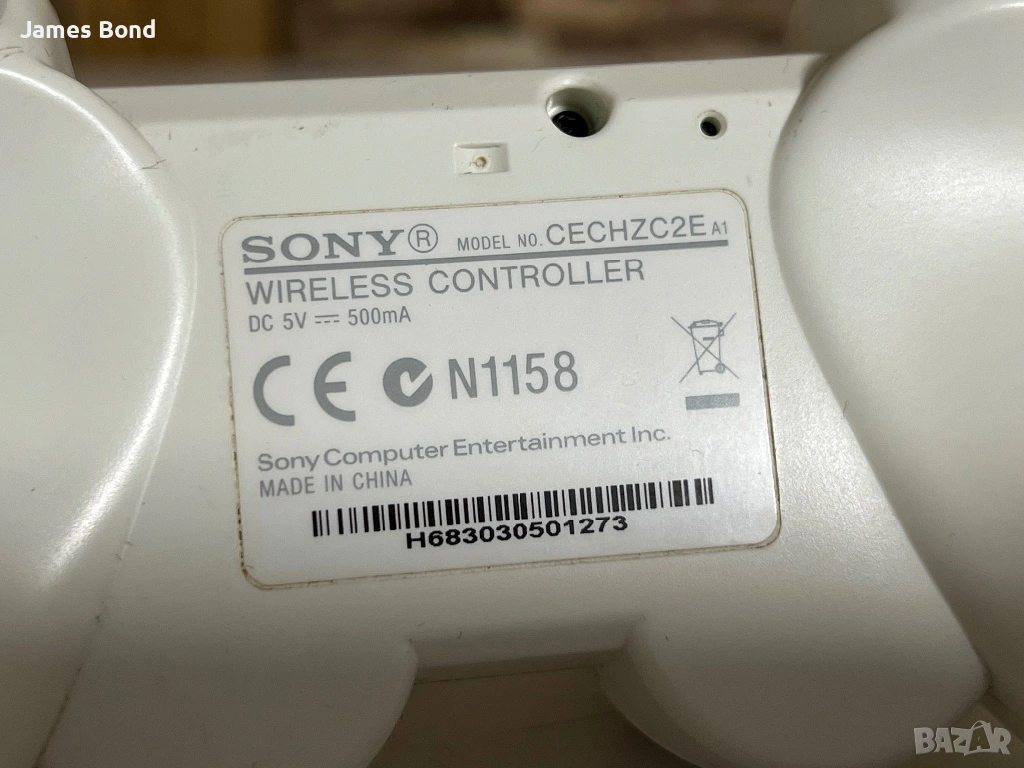 James Bond
SONY® MODEL NO. CECHZC2E A1
WIRELESS CONTROLLER
DC 5V ⎓ 500mA
CE N1158
Sony Computer Entertainment Inc.
MADE IN CHINA
H683030501273
BAZAR